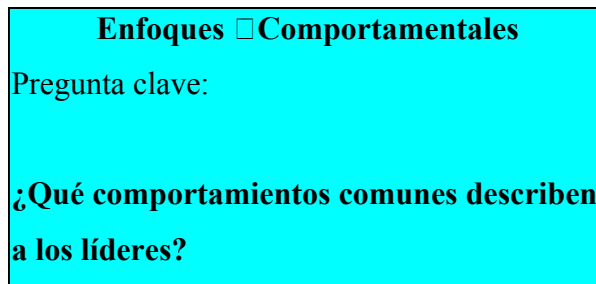 Enfoques □Comportamentales
Pregunta clave:
¿Qué comportamientos comunes describen
a los líderes?